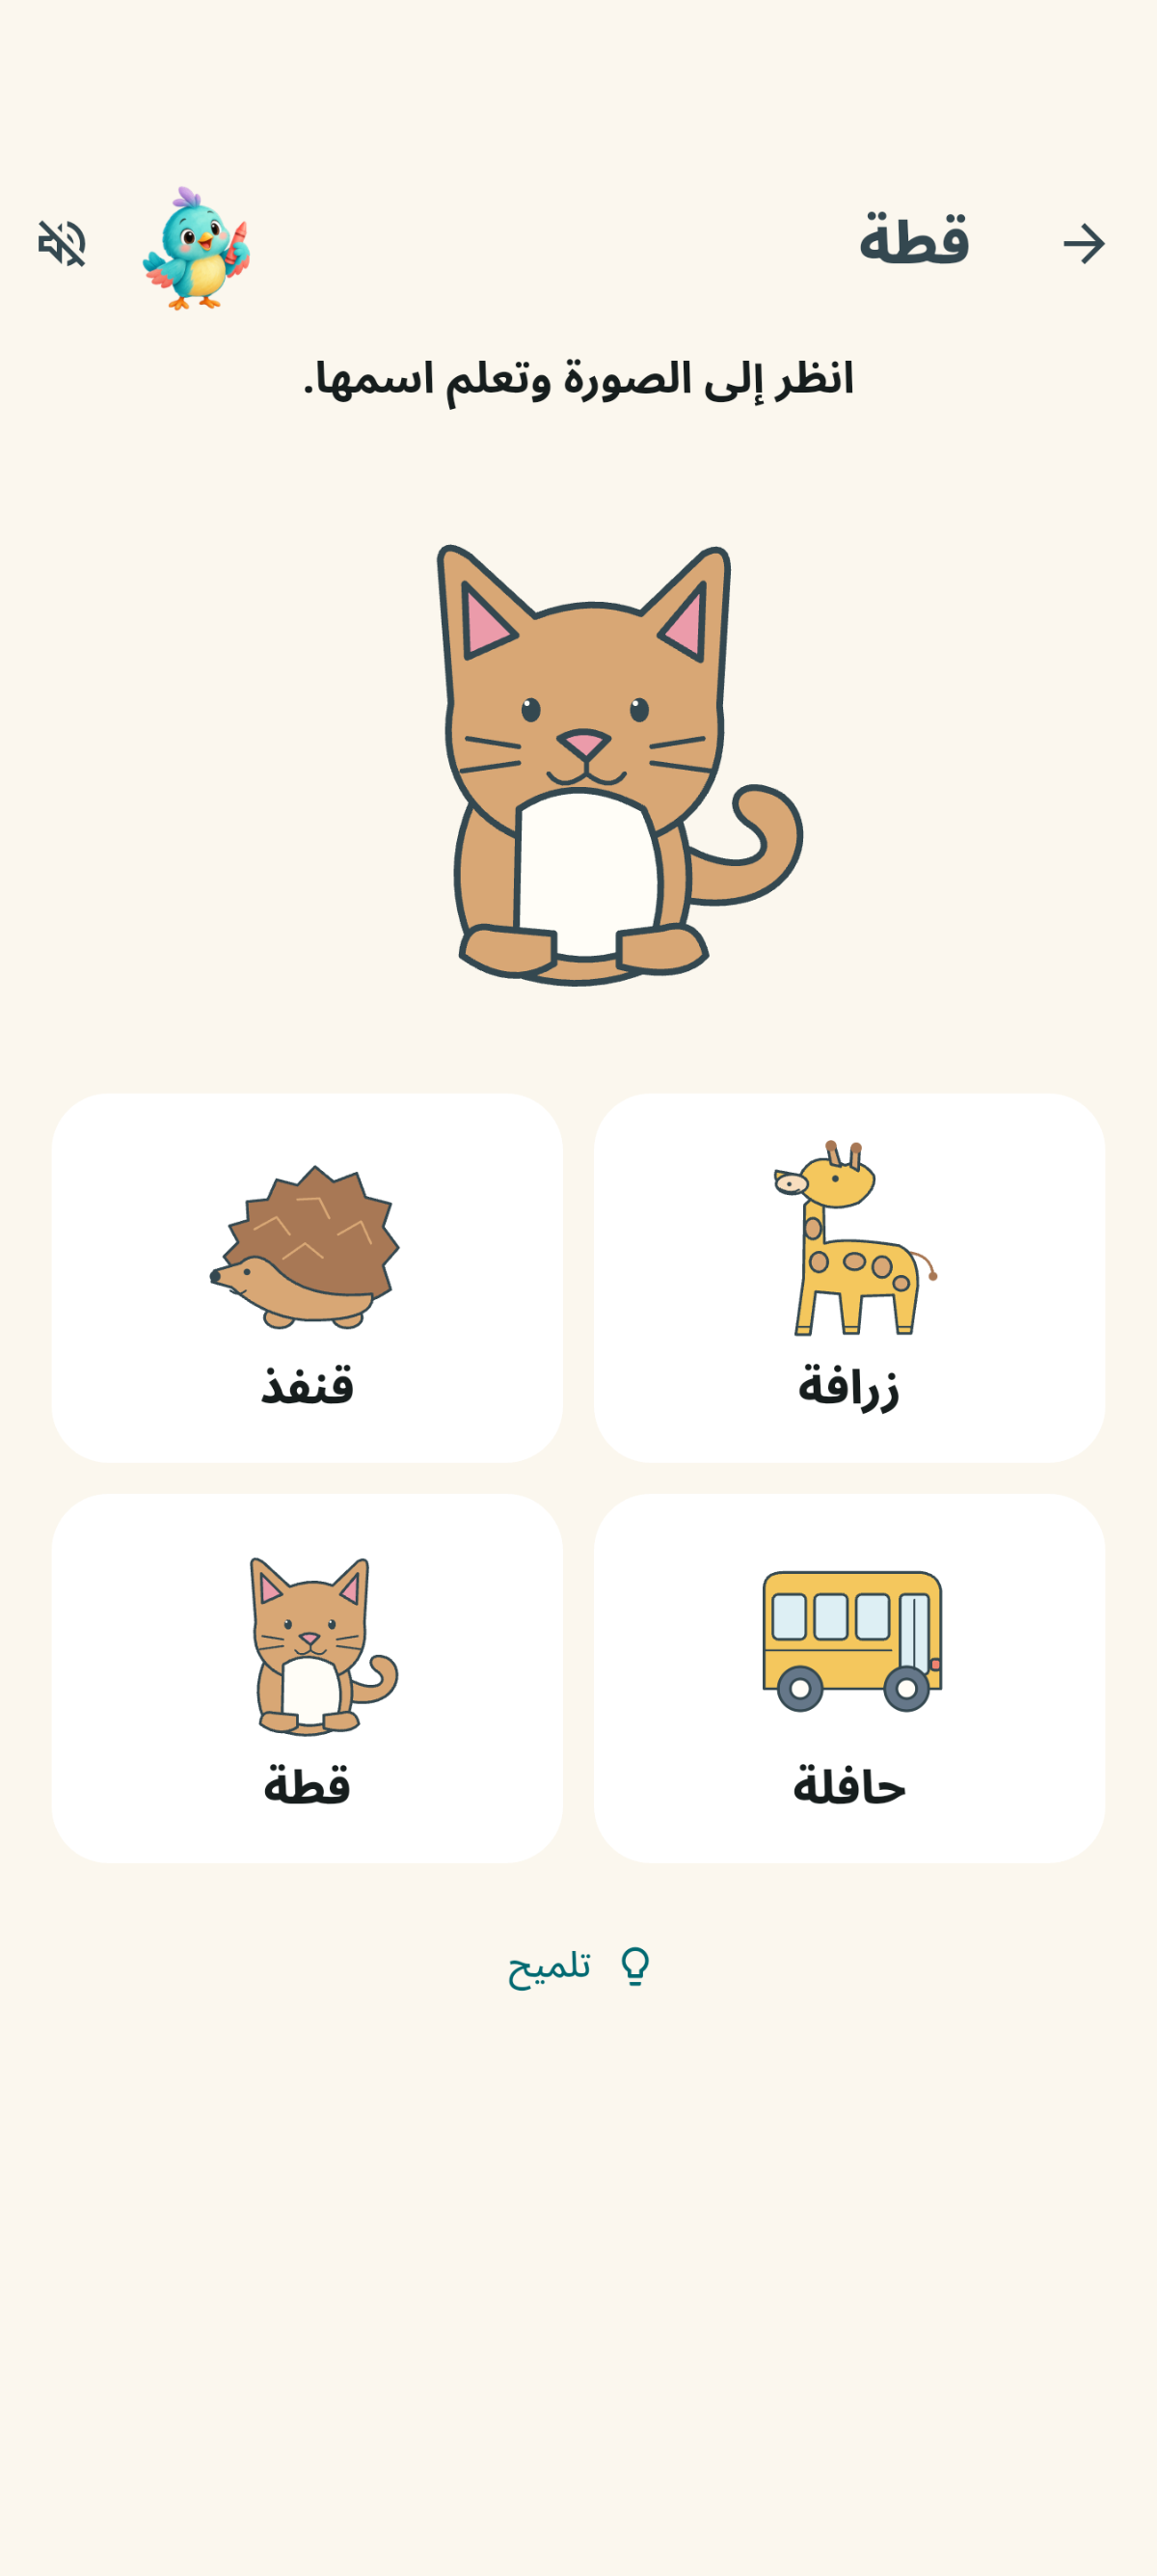 قطة
انظر إلى الصورة وتعلم اسمها.
زرافة
قنفذ
حافلة
قطة
تلميح